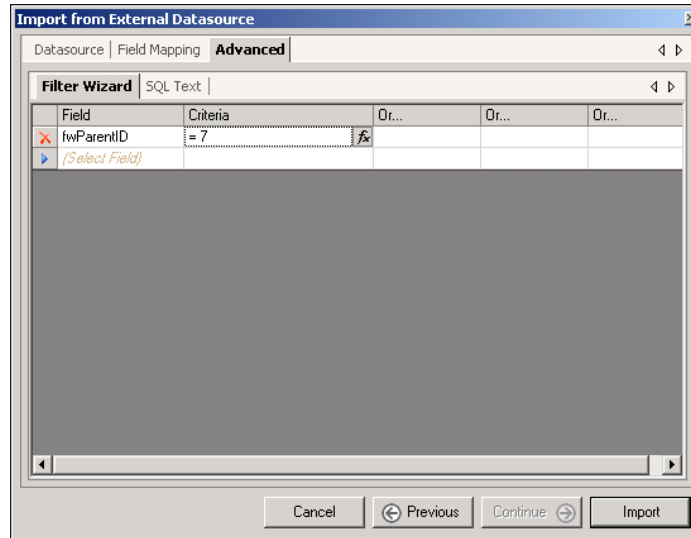 Import from External Datasource
Datasource | Field Mapping | Advanced
Filter Wizard | SQL Text |
Field Criteria Or... Or... Or...
fwParentID = 7 fx
(Select Field)
Cancel Previous Continue Import